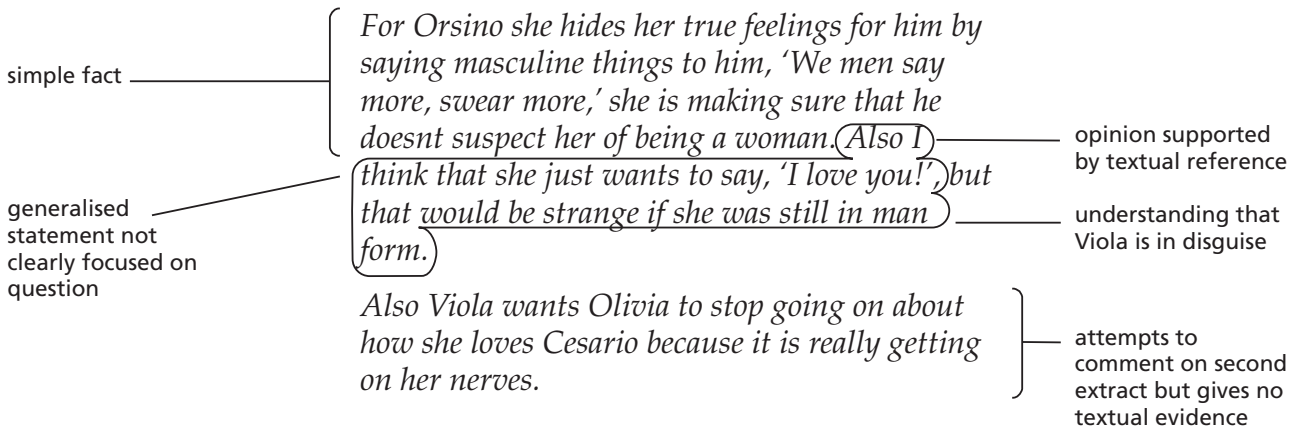 For Orsino she hides her true feelings for him by
saying masculine things to him, ‘We men say
more, swear more,’ she is making sure that he
doesnt suspect her of being a woman. Also I
think that she just wants to say, ‘I love you!’, but
that would be strange if she was still in man
form.
Also Viola wants Olivia to stop going on about
how she loves Cesario because it is really getting
on her nerves.
simple fact
generalised
statement not
clearly focused on
question
opinion supported
by textual reference
understanding that
Viola is in disguise
attempts to
comment on second
extract but gives no
textual evidence